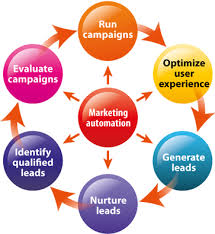 Run
campaigns
Optimize
user
experience
Generate
leads
Nurture
leads
Identify
qualified
leads
Evaluate
campaigns
Marketing
automation